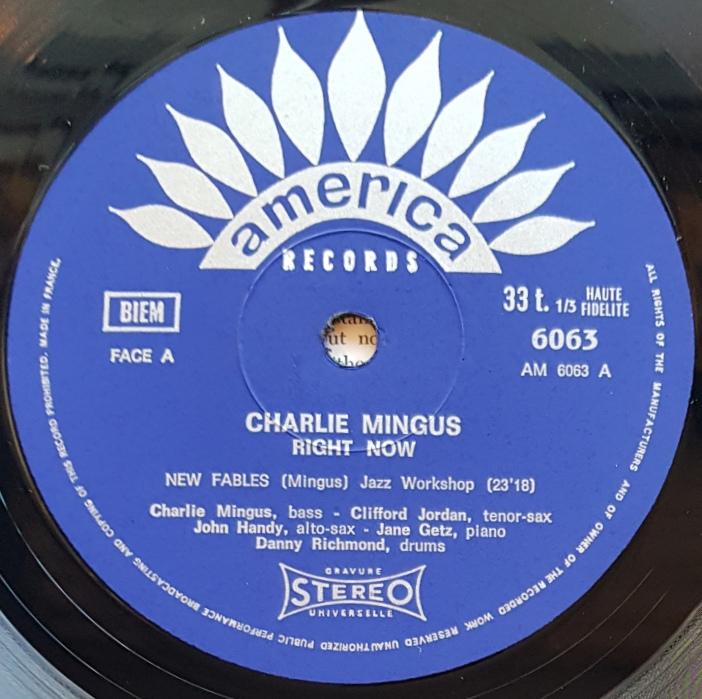 america
RECORDS
BIEM
FACE A
33 t. 1/3 HAUTE
FIDELITE
6063
AM 6063 A
CHARLIE MINGUS
RIGHT NOW
NEW FABLES (Mingus) Jazz Workshop (23'18)
Charlie Mingus, bass - Clifford Jordan, tenor-sax
John Handy, alto-sax - Jane Getz, piano
Danny Richmond, drums
GRAVURE
STEREO
UNIVERSELLE
ALL RIGHTS OF THE MANUFACTURERS AND OF OWNER OF THE RECORDED WORK RESERVED UNAUTHORIZED PUBLIC PERFORMANCE BROADCASTING AND COPYING OF THIS RECORD PROHIBITED. MADE IN FRANCE.